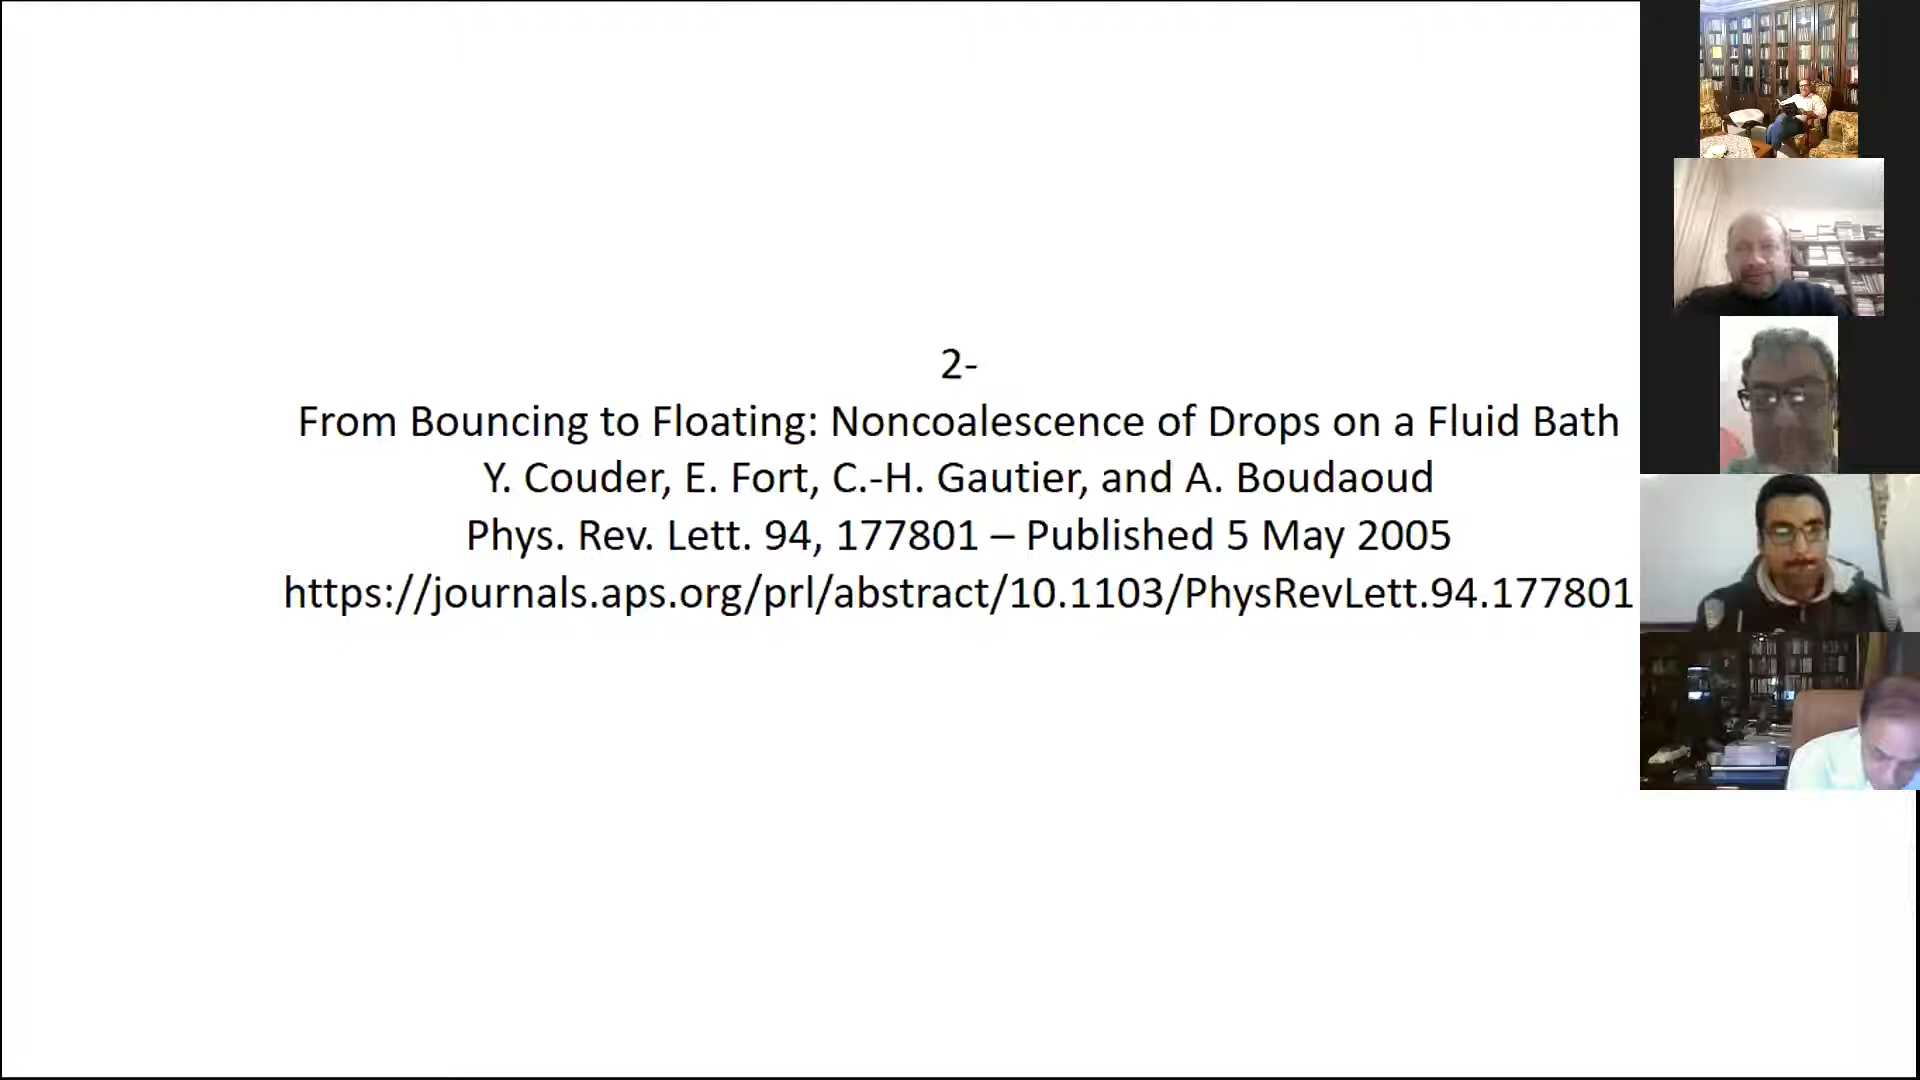 2-
From Bouncing to Floating: Noncoalescence of Drops on a Fluid Bath
Y. Couder, E. Fort, C.-H. Gautier, and A. Boudaoud
Phys. Rev. Lett. 94, 177801 – Published 5 May 2005
https://journals.aps.org/prl/abstract/10.1103/PhysRevLett.94.177801